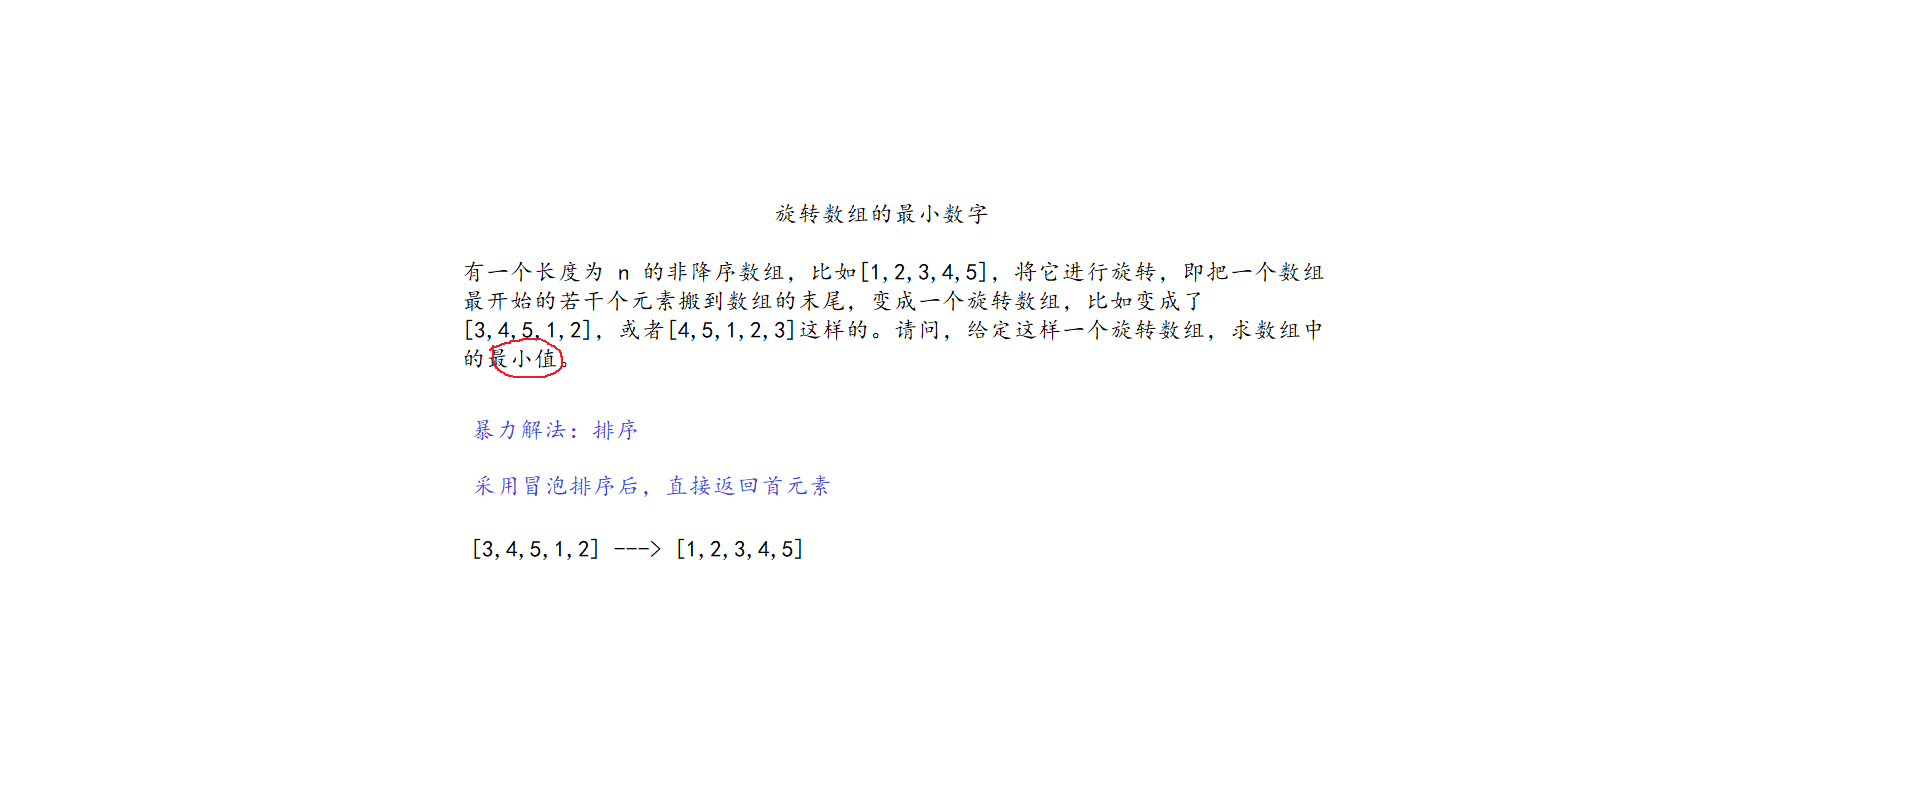 旋转数组的最小数字
有一个长度为 n 的非降序数组，比如[1,2,3,4,5]，将它进行旋转，即把一个数组
最开始的若干个元素搬到数组的末尾，变成一个旋转数组，比如变成了
[3,4,5,1,2]，或者[4,5,1,2,3]这样的。请问，给定这样一个旋转数组，求数组中
的最小值。
暴力解法：排序
采用冒泡排序后，直接返回首元素
[3,4,5,1,2] ---> [1,2,3,4,5]